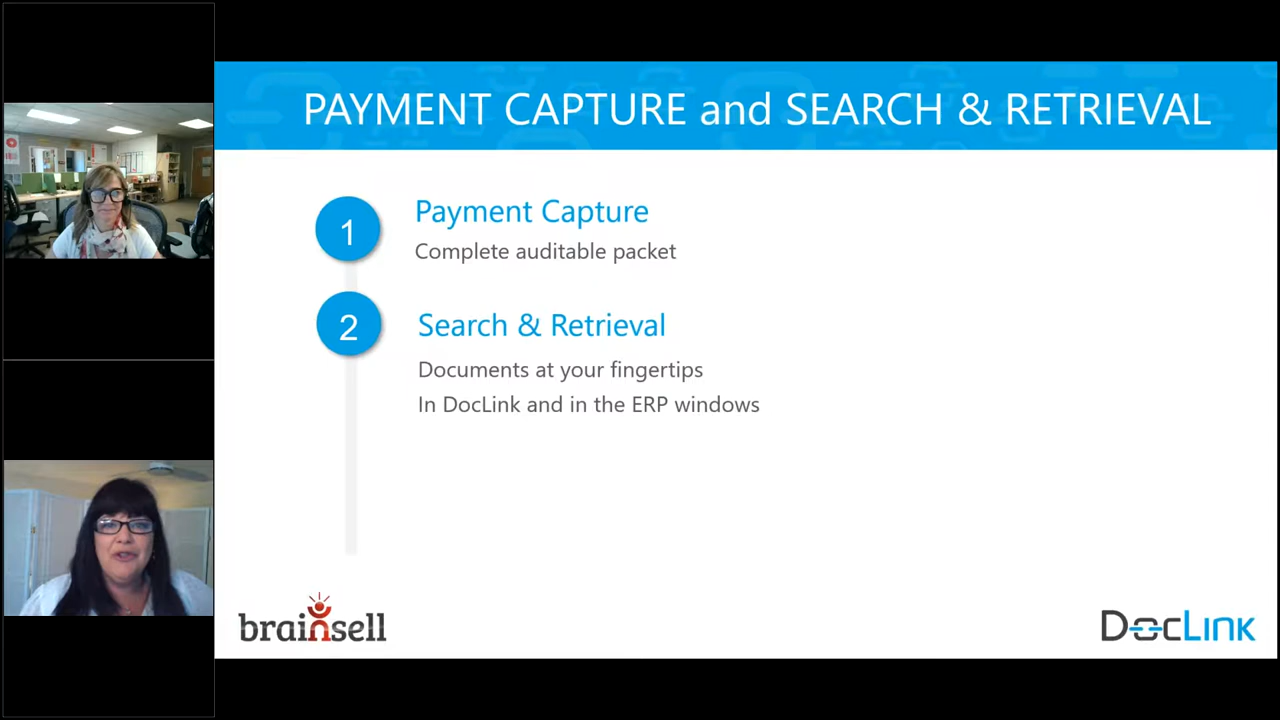 PAYMENT CAPTURE and SEARCH & RETRIEVAL
1
Payment Capture
Complete auditable packet
2
Search & Retrieval
Documents at your fingertips
In DocLink and in the ERP windows
brainsell
DocLink